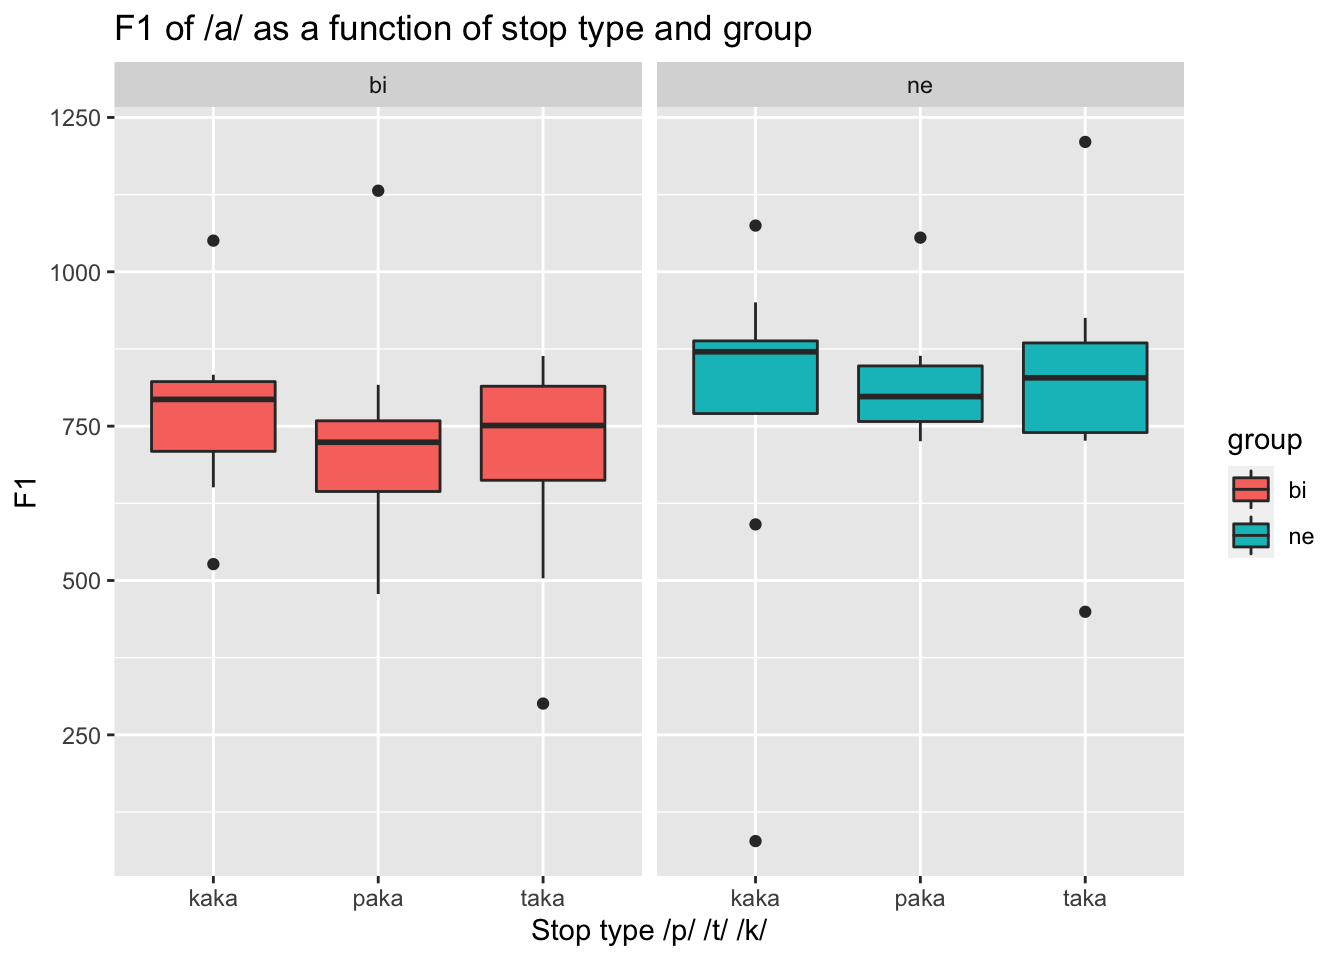 F1 of /a/ as a function of stop type and group
bi
ne
1250
1000
750
500
250
F1
kaka
paka
taka
kaka
paka
taka
Stop type /p/ /t/ /k/
group
bi
ne